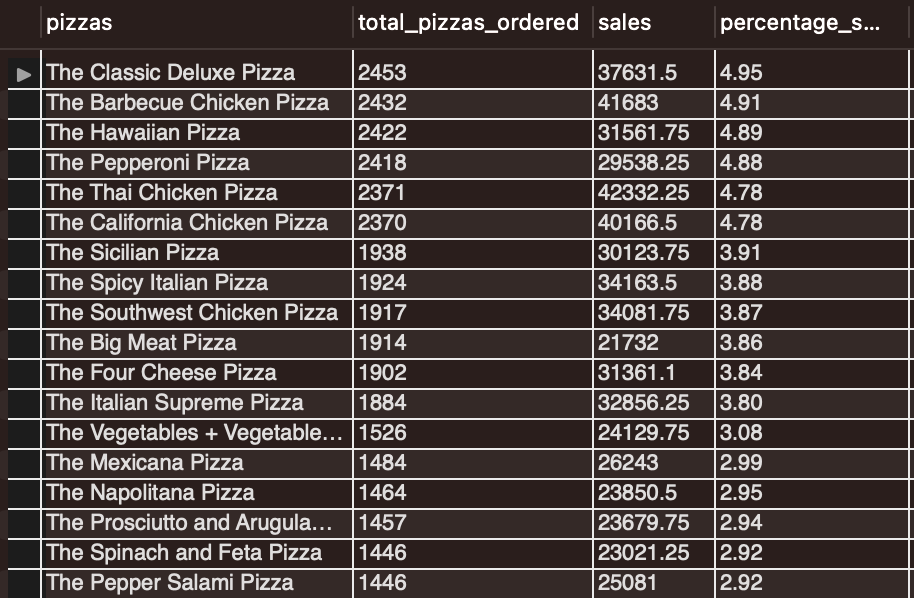 pizzas total_pizzas_ordered sales percentage_s...
The Classic Deluxe Pizza 2453 37631.5 4.95
The Barbecue Chicken Pizza 2432 41683 4.91
The Hawaiian Pizza 2422 31561.75 4.89
The Pepperoni Pizza 2418 29538.25 4.88
The Thai Chicken Pizza 2371 42332.25 4.78
The California Chicken Pizza 2370 40166.5 4.78
The Sicilian Pizza 1938 30123.75 3.91
The Spicy Italian Pizza 1924 34163.5 3.88
The Southwest Chicken Pizza 1917 34081.75 3.87
The Big Meat Pizza 1914 21732 3.86
The Four Cheese Pizza 1902 31361.1 3.84
The Italian Supreme Pizza 1884 32856.25 3.80
The Vegetables + Vegetable... 1526 24129.75 3.08
The Mexicana Pizza 1484 26243 2.99
The Napolitana Pizza 1464 23850.5 2.95
The Prosciutto and Arugula... 1457 23679.75 2.94
The Spinach and Feta Pizza 1446 23021.25 2.92
The Pepper Salami Pizza 1446 25081 2.92